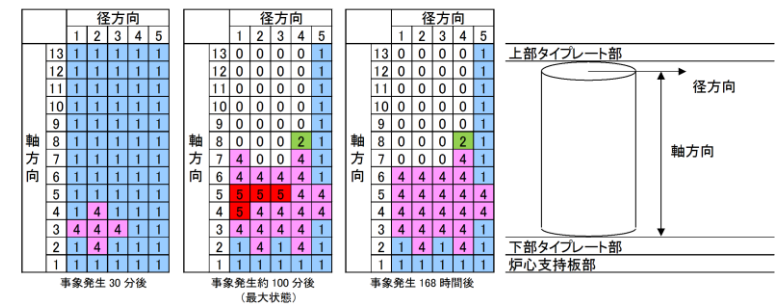 径方向 径方向 径方向
1 2 3 4 5 1 2 3 4 5 1 2 3 4 5
13 1 1 1 1 1 13 0 0 0 0 1 13 0 0 0 0 1 上部タイプレート部
12 1 1 1 1 1 12 0 0 0 0 1 12 0 0 0 0 1 径方向
11 1 1 1 1 1 11 0 0 0 0 1 11 0 0 0 0 1
10 1 1 1 1 1 10 0 0 0 0 1 10 0 0 0 0 1
9 1 1 1 1 1 9 0 0 0 0 1 9 0 0 0 0 1
軸方向 8 1 1 1 1 1 軸方向 8 0 0 0 2 1 軸方向 8 0 0 0 2 1 軸方向
7 1 1 1 1 1 7 4 0 0 4 1 7 0 0 0 4 1
6 1 1 1 1 1 6 4 4 4 4 1 6 4 4 4 4 1
5 1 1 1 1 1 5 5 5 5 4 4 5 4 4 4 4 4
4 1 4 1 1 1 4 5 4 4 4 4 4 4 4 4 4 4
3 4 4 4 1 1 3 4 4 4 4 1 3 4 4 4 4 1
2 1 4 1 1 1 2 1 4 1 4 1 2 1 4 1 4 1 下部タイプレート部
1 1 1 1 1 1 1 1 1 1 1 1 1 1 1 1 1 1 炉心支持板部
事象発生 30 分後 事象発生約 100 分後 事象発生 168 時間後
(最大状態)